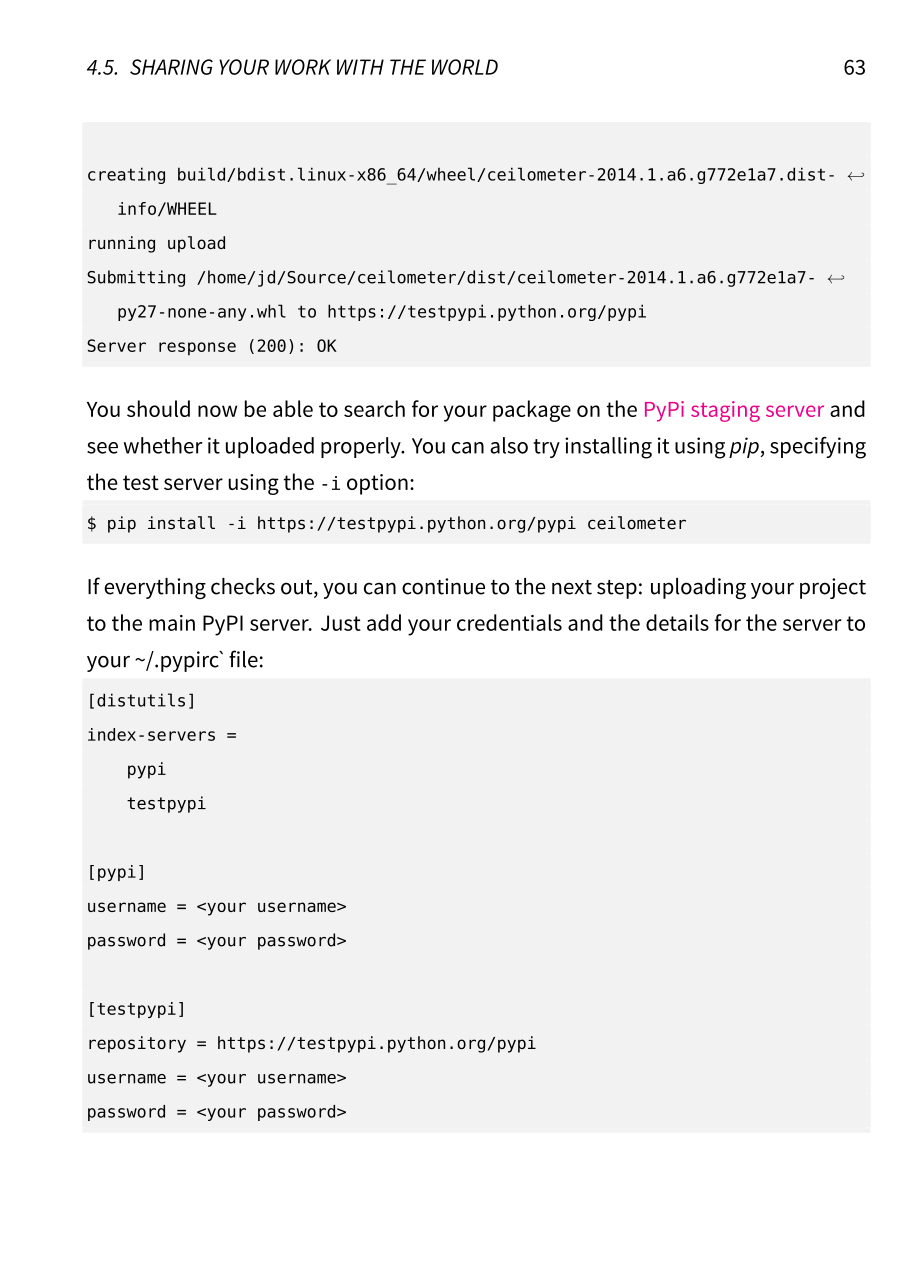 4.5. SHARING YOUR WORK WITH THE WORLD 63
creating build/bdist.linux-x86_64/wheel/ceilometer-2014.1.a6.g772e1a7.dist- ↩
info/WHEEL
running upload
Submitting /home/jd/Source/ceilometer/dist/ceilometer-2014.1.a6.g772e1a7- ↩
py27-none-any.whl to https://testpypi.python.org/pypi
Server response (200): OK
You should now be able to search for your package on the PyPi staging server and
see whether it uploaded properly. You can also try installing it using pip, specifying
the test server using the -i option:
$ pip install -i https://testpypi.python.org/pypi ceilometer
If everything checks out, you can continue to the next step: uploading your project
to the main PyPI server. Just add your credentials and the details for the server to
your ~/.pypirc` file:
[distutils]
index-servers =
    pypi
    testpypi
[pypi]
username = <your username>
password = <your password>
[testpypi]
repository = https://testpypi.python.org/pypi
username = <your username>
password = <your password>